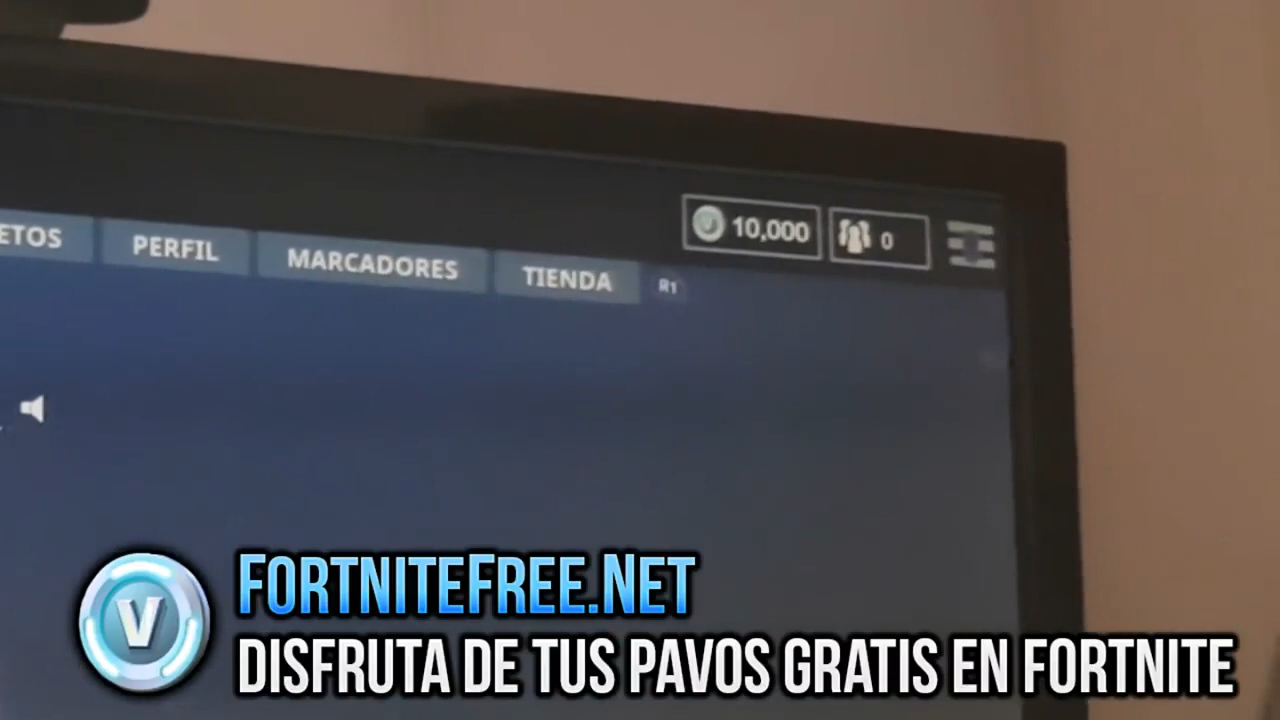 ETOS PERFIL MARCADORES TIENDA R1
10,000 0
V
FORTNITEFREE.NET
DISFRUTA DE TUS PAVOS GRATIS EN FORTNITE